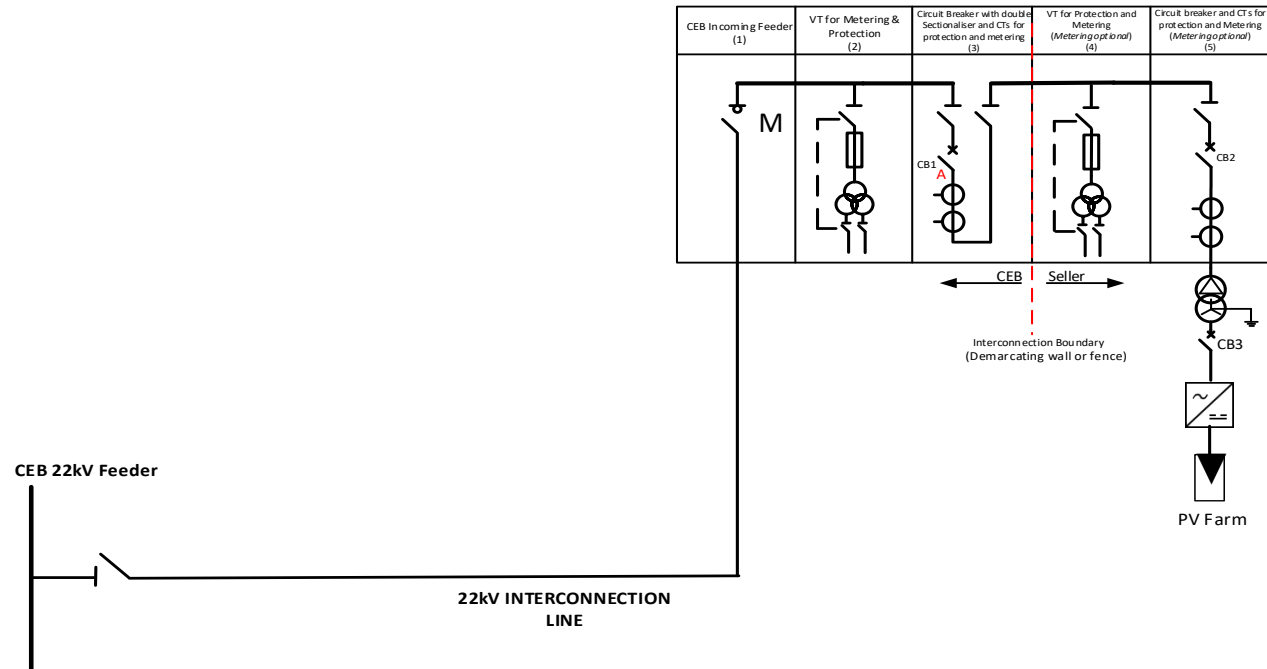 CEB Incoming Feeder
(1)
VT for Metering &
Protection
(2)
Circuit Breaker with double
Sectionaliser and CTs for
protection and metering
(3)
VT for Protection and
Metering
(Metering optional)
(4)
Circuit breaker and CTs for
protection and Metering
(Metering optional)
(5)
M
CB1
A
CB2
CEB
Seller
Interconnection Boundary
(Demarcating wall or fence)
CB3
PV Farm
CEB 22kV Feeder
22kV INTERCONNECTION
LINE